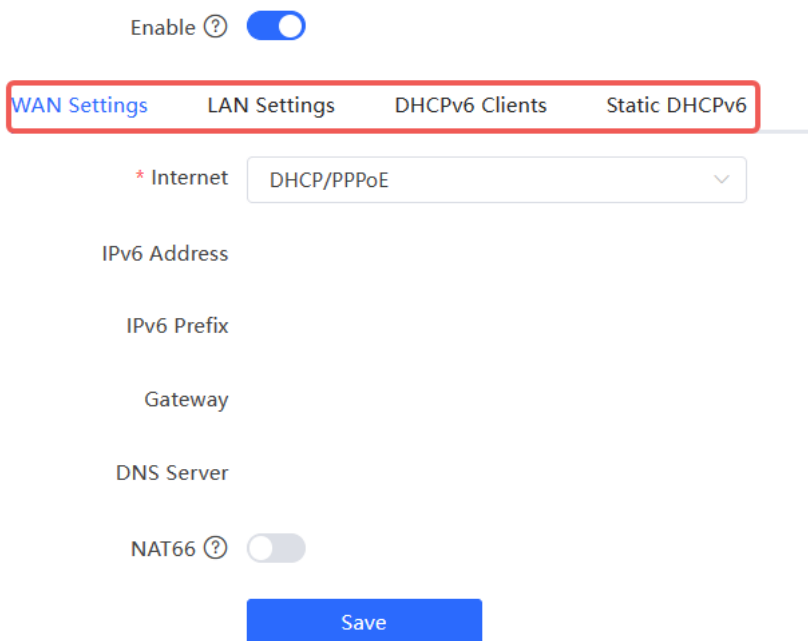 Enable ?
WAN Settings LAN Settings DHCPv6 Clients Static DHCPv6
* Internet DHCP/PPPoE
IPv6 Address
IPv6 Prefix
Gateway
DNS Server
NAT66 ?
Save